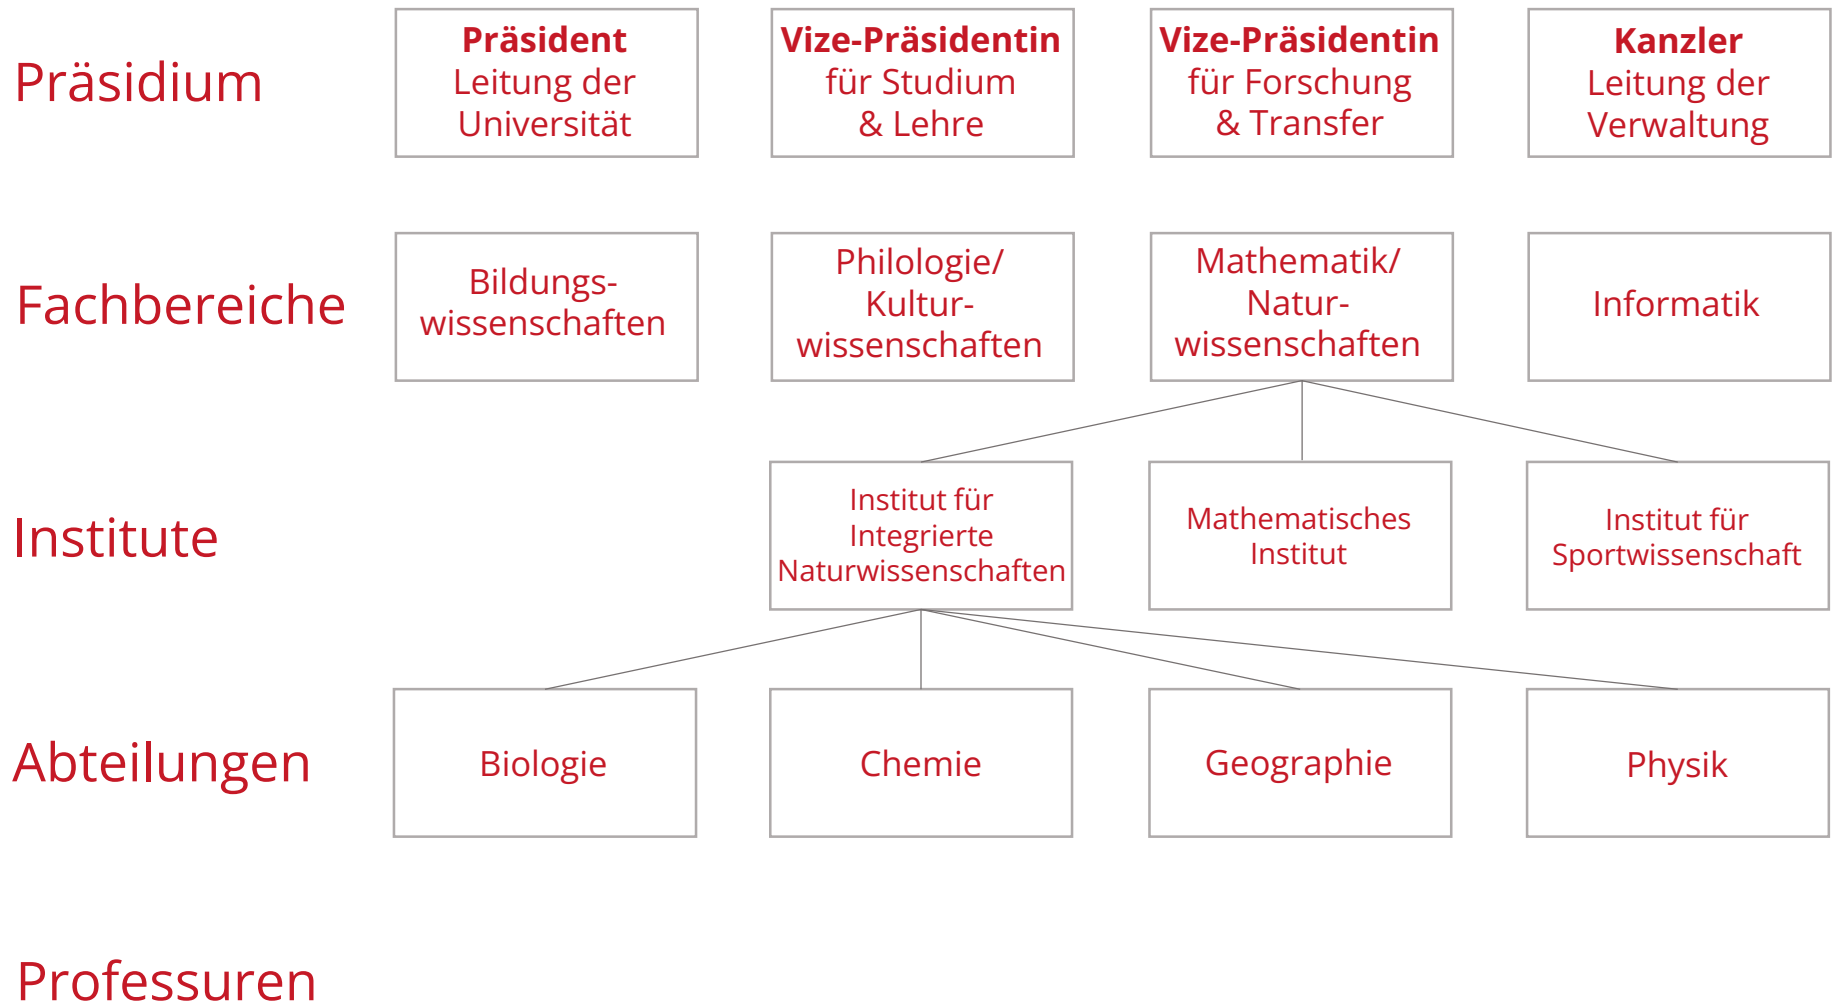 Präsidium
Präsident
Leitung der
Universität
Vize-Präsidentin
für Studium
& Lehre
Vize-Präsidentin
für Forschung
& Transfer
Kanzler
Leitung der
Verwaltung
Fachbereiche
Bildungs-
wissenschaften
Philologie/
Kultur-
wissenschaften
Mathematik/
Natur-
wissenschaften
Informatik
Institute
Institut für
Integrierte
Naturwissenschaften
Mathematisches
Institut
Institut für
Sportwissenschaft
Abteilungen
Biologie
Chemie
Geographie
Physik
Professuren